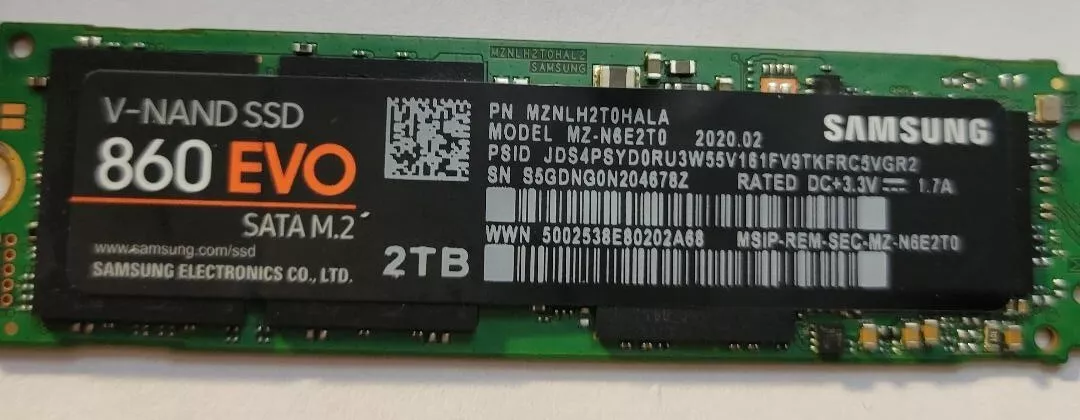 MZNLH2T0HAL2
SAMSUNG
V-NAND SSD
860 EVO
SATA M.2
www.samsung.com/ssd
SAMSUNG ELECTRONICS CO., LTD.
2TB
PN MZNLH2T0HALA
MODEL MZ-N6E2T0 2020.02
SAMSUNG
PSID JDS4PSYD0RU3W55V161FV9TKFRC5VGR2
SN S5GDNG0N204678Z RATED DC+3.3V⎓ 1.7A
WWN 5002538E80202A68 MSIP-REM-SEC-MZ-N6E2T0